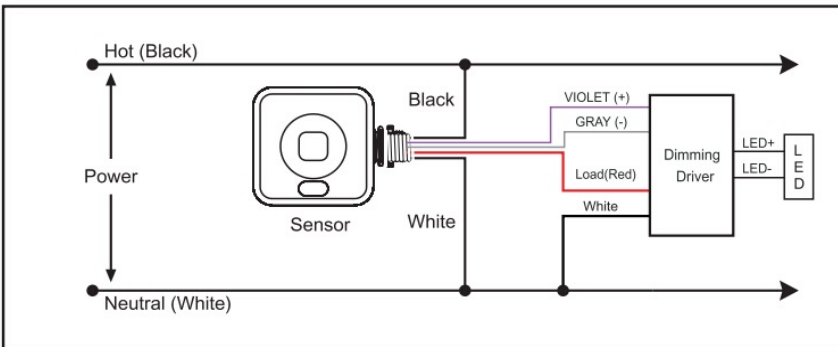 Hot (Black)
Black
VIOLET (+)
GRAY (-)
Power
Sensor
White
Load(Red)
White
Dimming
Driver
LED+
LED-
L
E
D
Neutral (White)